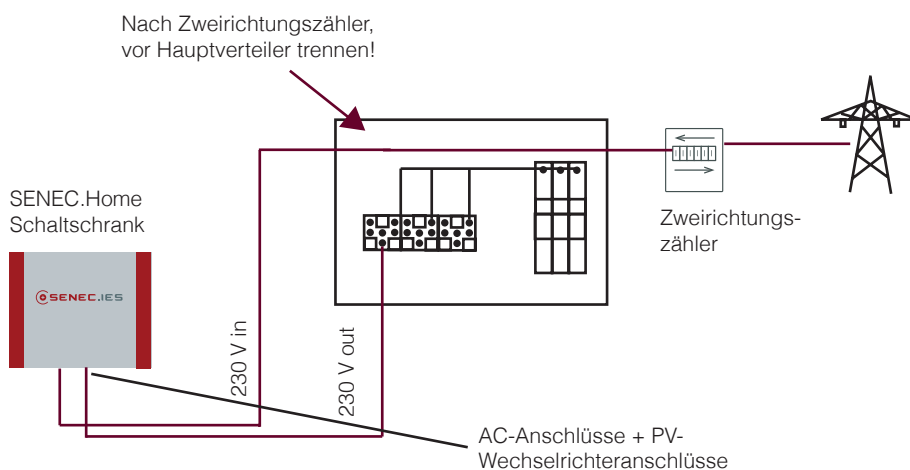 Nach Zweirichtungszähler,
vor Hauptverteiler trennen!
SENEC.Home
Schaltschrank
SENEC.IES
Zweirichtungs-
zähler
230 V in
230 V out
AC-Anschlüsse + PV-
Wechselrichteranschlüsse